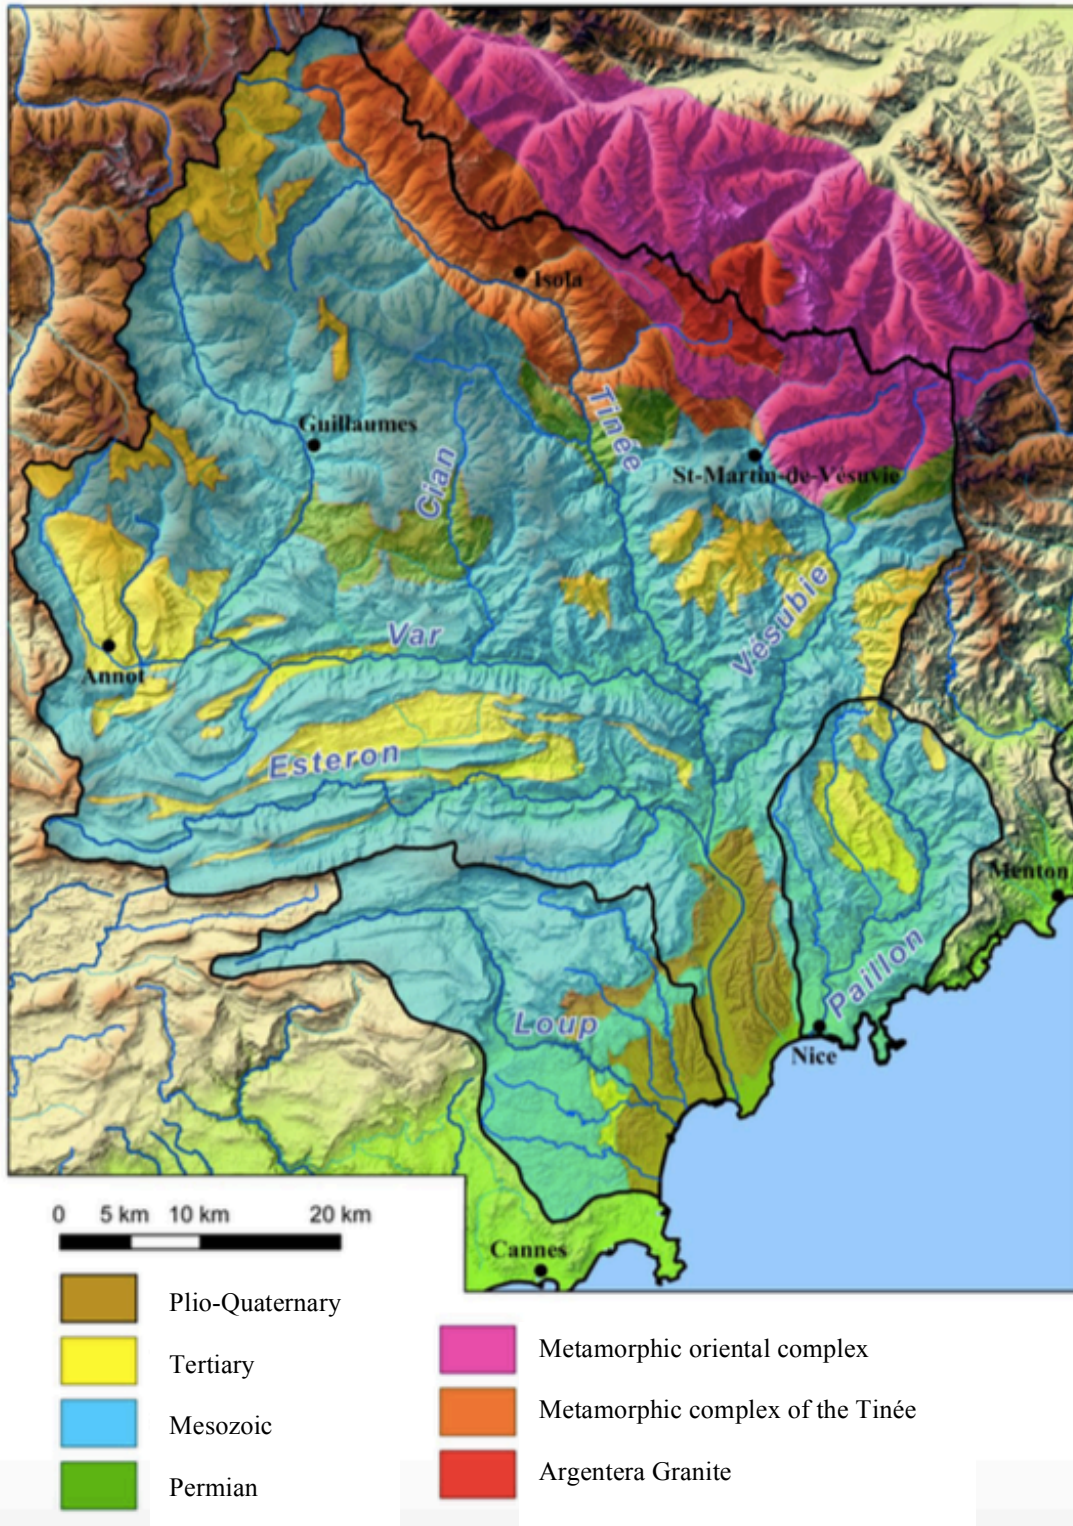 Isola
Guillaumes
Tinée
Cian
St-Martin-de-Vésuvie
Vésubie
Var
Annot
Esteron
Menton
Paillon
Loup
Nice
0 5 km 10 km 20 km
Cannes
Plio-Quaternary
Tertiary
Mesozoic
Permian
Metamorphic oriental complex
Metamorphic complex of the Tinée
Argentera Granite